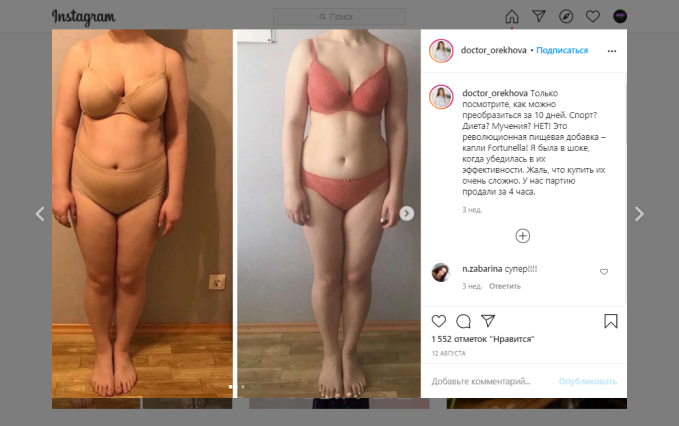 Instagram
Поиск
doctor_orekhova • Подписаться
doctor_orekhova Только
посмотрите, как можно
преобразиться за 10 дней. Спорт?
Диета? Мучения? НЕТ! Это
революционная пищевая добавка –
капли Fortunella! Я была в шоке,
когда убедилась в их
эффективности. Жаль, что купить их
очень сложно. У нас партию
продали за 4 часа.
3 нед.
n.zabarina супер!!!!
3 нед. Ответить
1 552 отметок "Нравится"
12 АВГУСТА
Добавьте комментарий... Опубликовать